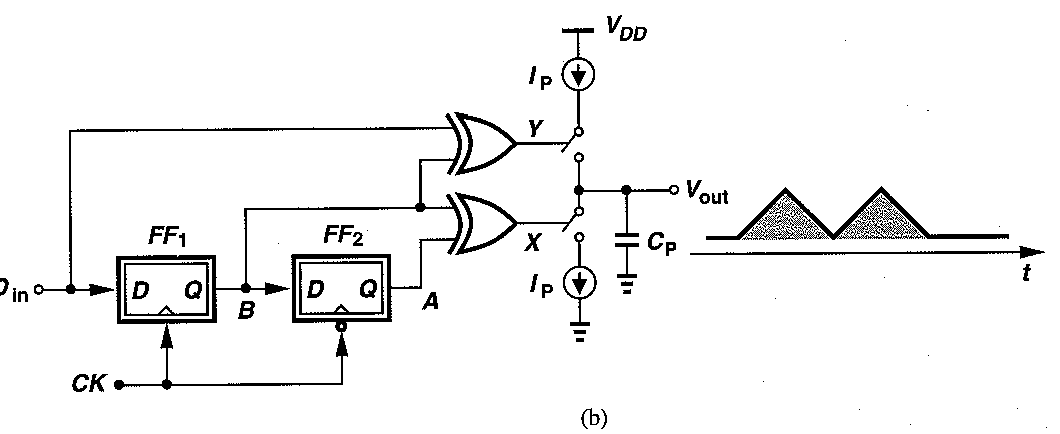 V_DD
I_P
Y
V_out
X
C_P
I_P
FF_1
FF_2
D_in
D Q
B
D Q
A
CK
t
(b)